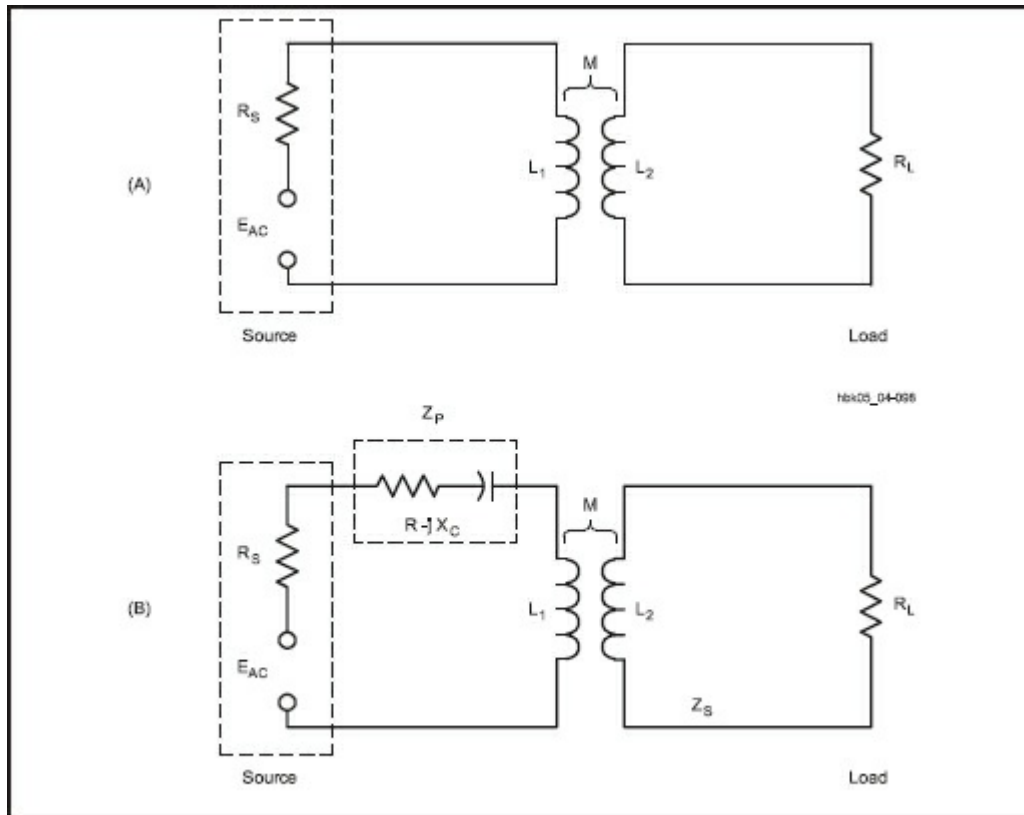 M
R_S
L_1
L_2
R_L
(A)
E_AC
Source
Load
hbk05_04-098
Z_P
R -j X_C
M
R_S
L_1
L_2
R_L
(B)
E_AC
Z_S
Source
Load